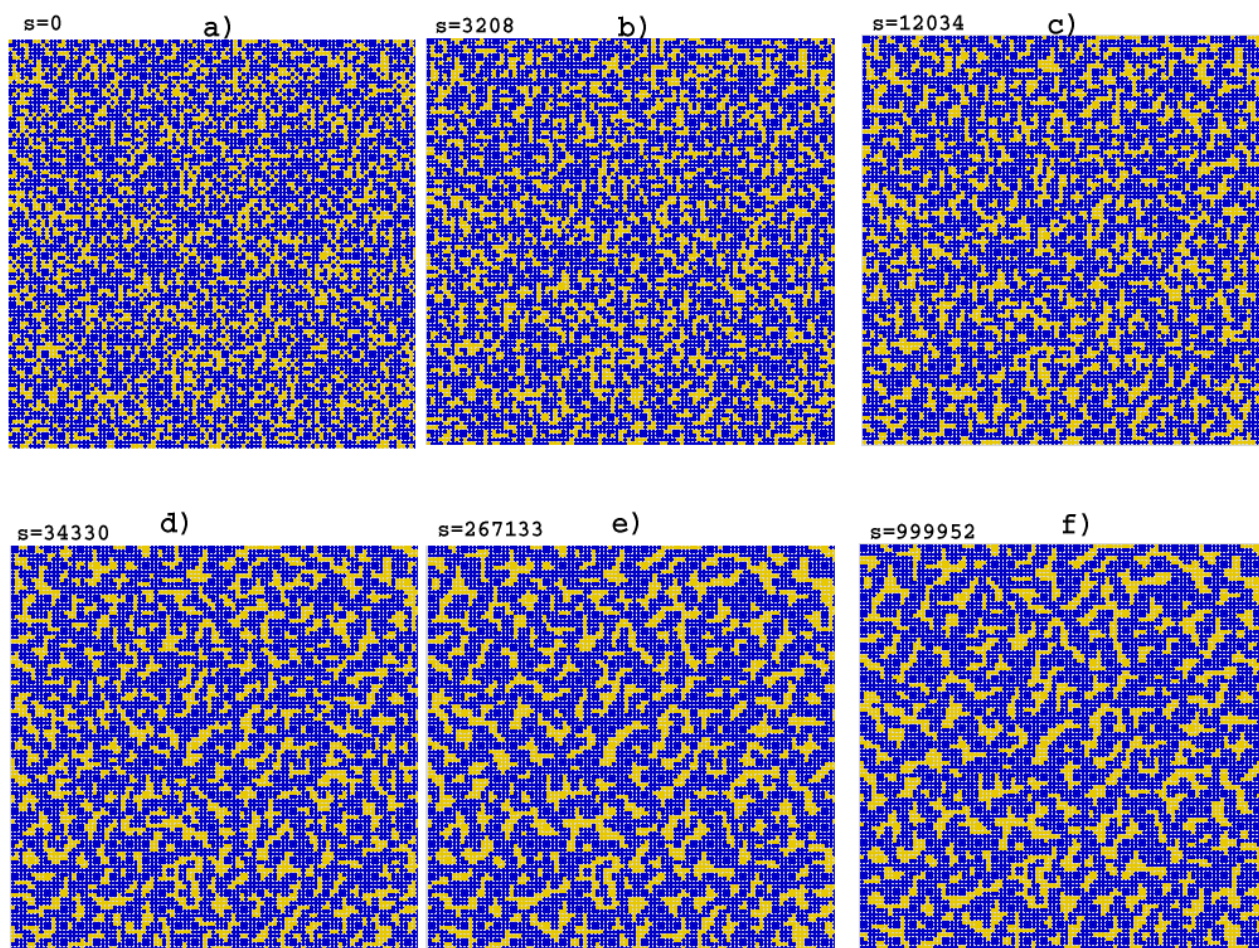 s=0 a)
s=3208 b)
s=12034 c)
s=34330 d)
s=267133 e)
s=999952 f)